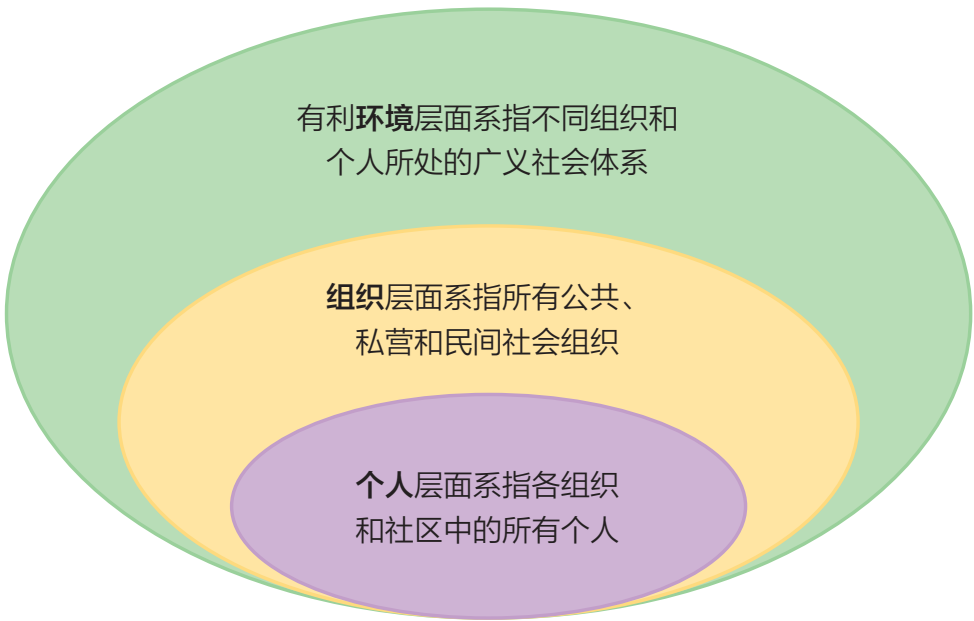 有利环境层面系指不同组织和
个人所处的广义社会体系
组织层面系指所有公共、
私营和民间社会组织
个人层面系指各组织
和社区中的所有个人